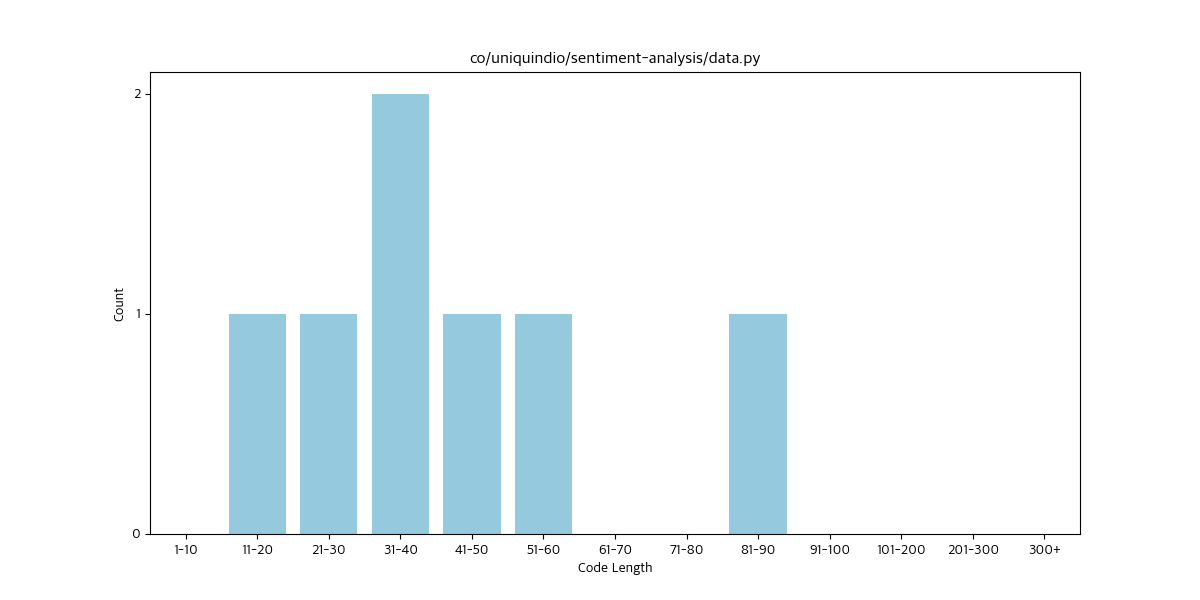 co/uniquindio/sentiment-analysis/data.py
2
1
0
Count
1-10 11-20 21-30 31-40 41-50 51-60 61-70 71-80 81-90 91-100 101-200 201-300 300+
Code Length